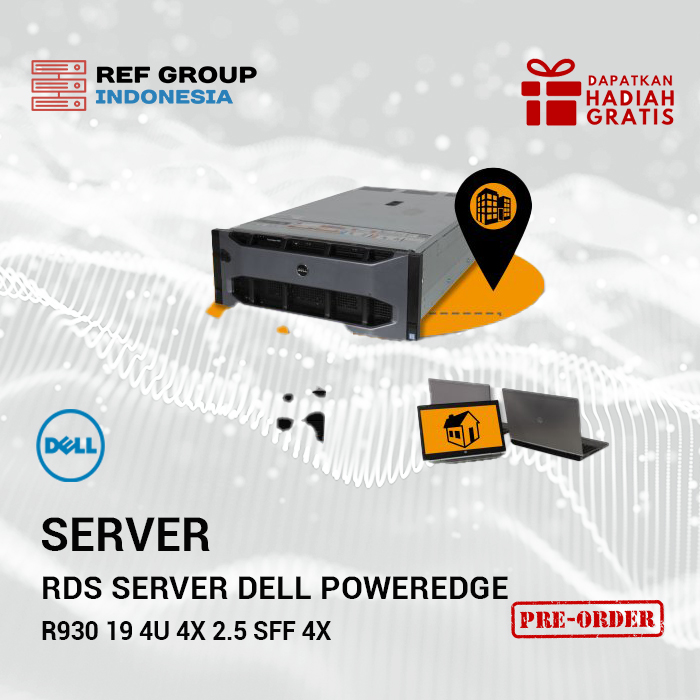 REF GROUP
INDONESIA
DAPATKAN
HADIAH
GRATIS
DELL
DELL
SERVER
RDS SERVER DELL POWEREDGE
R930 19 4U 4X 2.5 SFF 4X
PRE-ORDER